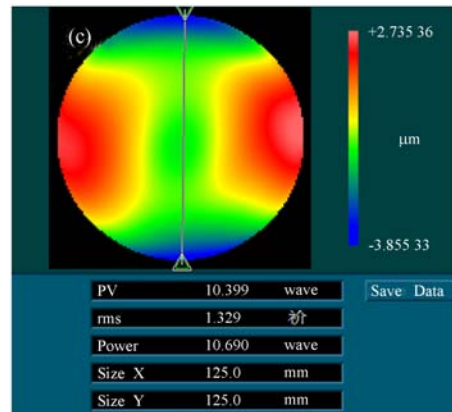 (c)
+2.735 36
μm
-3.855 33
PV 10.399 wave
Save Data
rms 1.329 祄
Power 10.690 wave
Size X 125.0 mm
Size Y 125.0 mm